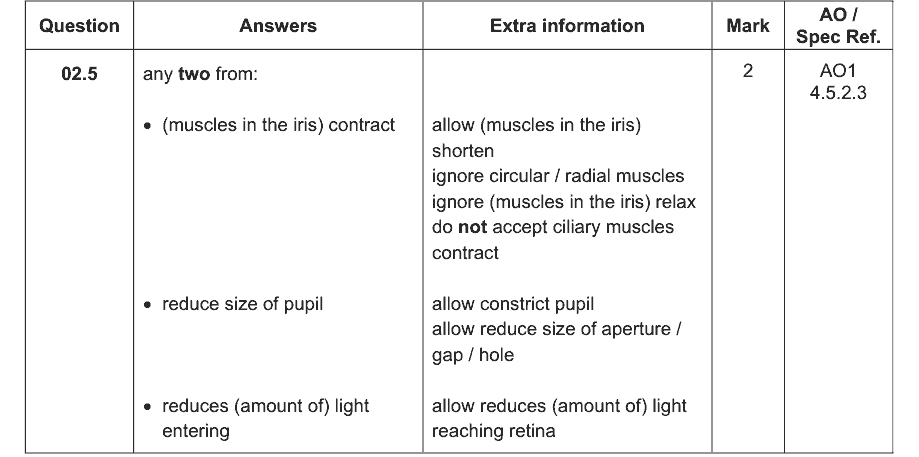 Question Answers Extra information Mark AO /
Spec Ref.
02.5 any two from: 2 AO1
4.5.2.3
• (muscles in the iris) contract allow (muscles in the iris)
shorten
ignore circular / radial muscles
ignore (muscles in the iris) relax
do not accept ciliary muscles
contract
• reduce size of pupil allow constrict pupil
allow reduce size of aperture /
gap / hole
• reduces (amount of) light allow reduces (amount of) light
entering reaching retina